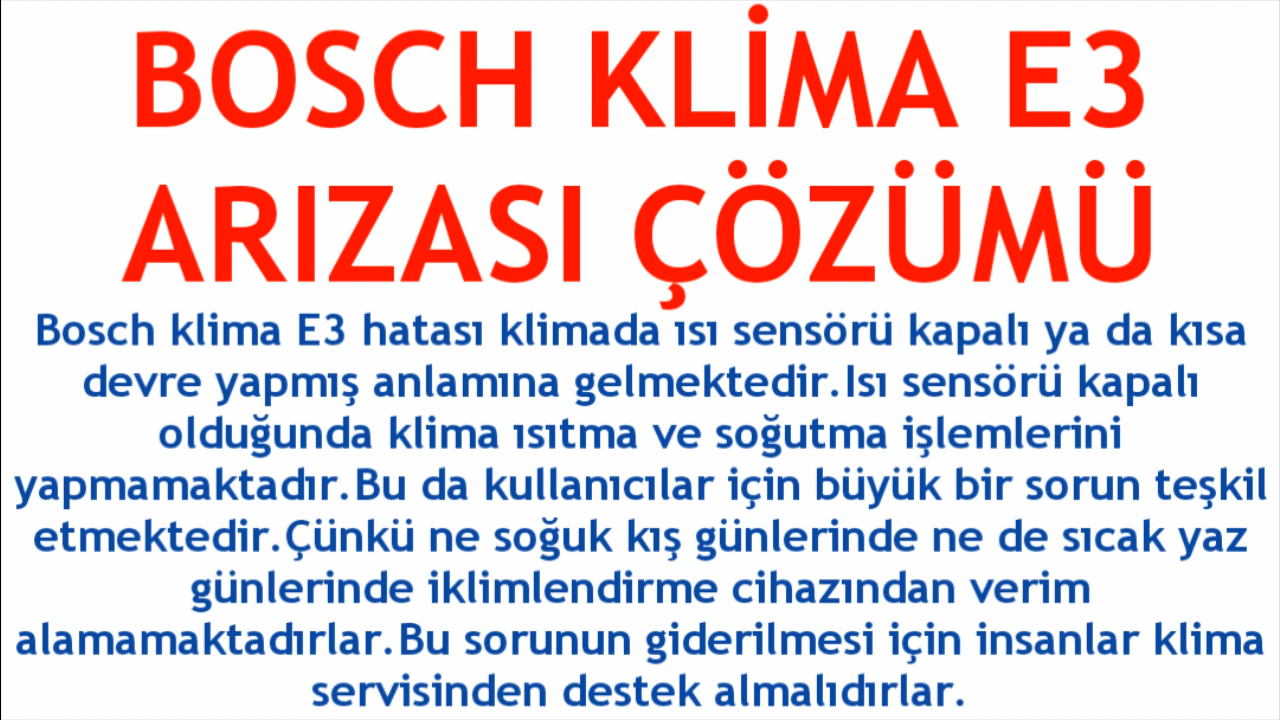 BOSCH KLİMA E3
ARIZASI ÇÖZÜMÜ
Bosch klima E3 hatası klimada ısı sensörü kapalı ya da kısa
devre yapmış anlamına gelmektedir.Isı sensörü kapalı
olduğunda klima ısıtma ve soğutma işlemlerini
yapmamaktadır.Bu da kullanıcılar için büyük bir sorun teşkil
etmektedir.Çünkü ne soğuk kış günlerinde ne de sıcak yaz
günlerinde iklimlendirme cihazından verim
alamamaktadırlar.Bu sorunun giderilmesi için insanlar klima
servisinden destek almalıdırlar.